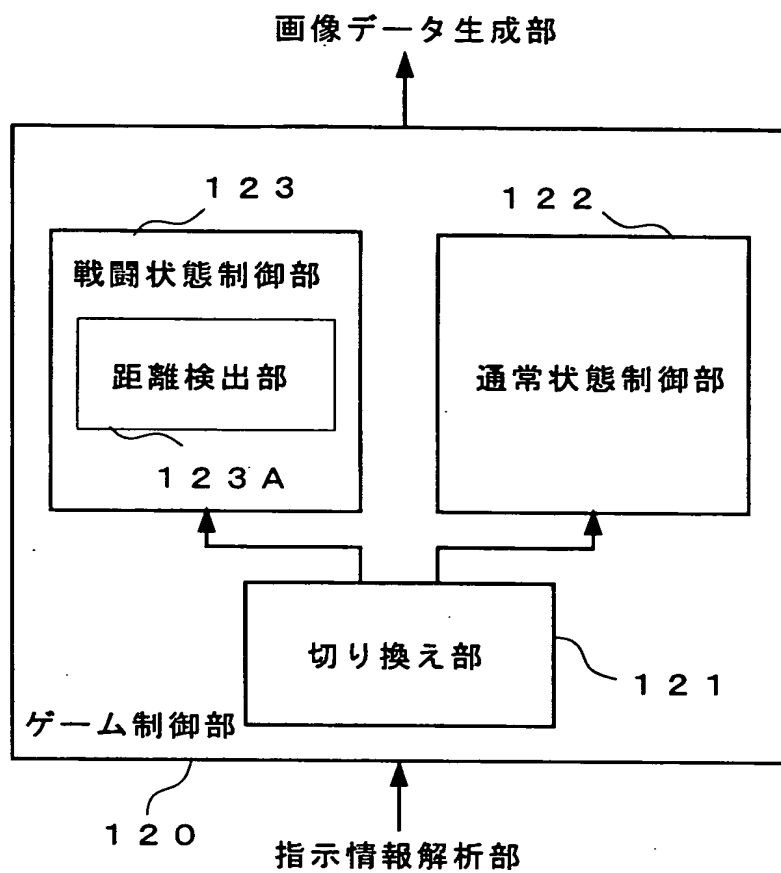 画像データ生成部
１２３
１２２
戦闘状態制御部
距離検出部
通常状態制御部
１２３A
切り換え部
１２１
ゲーム制御部
１２０
指示情報解析部